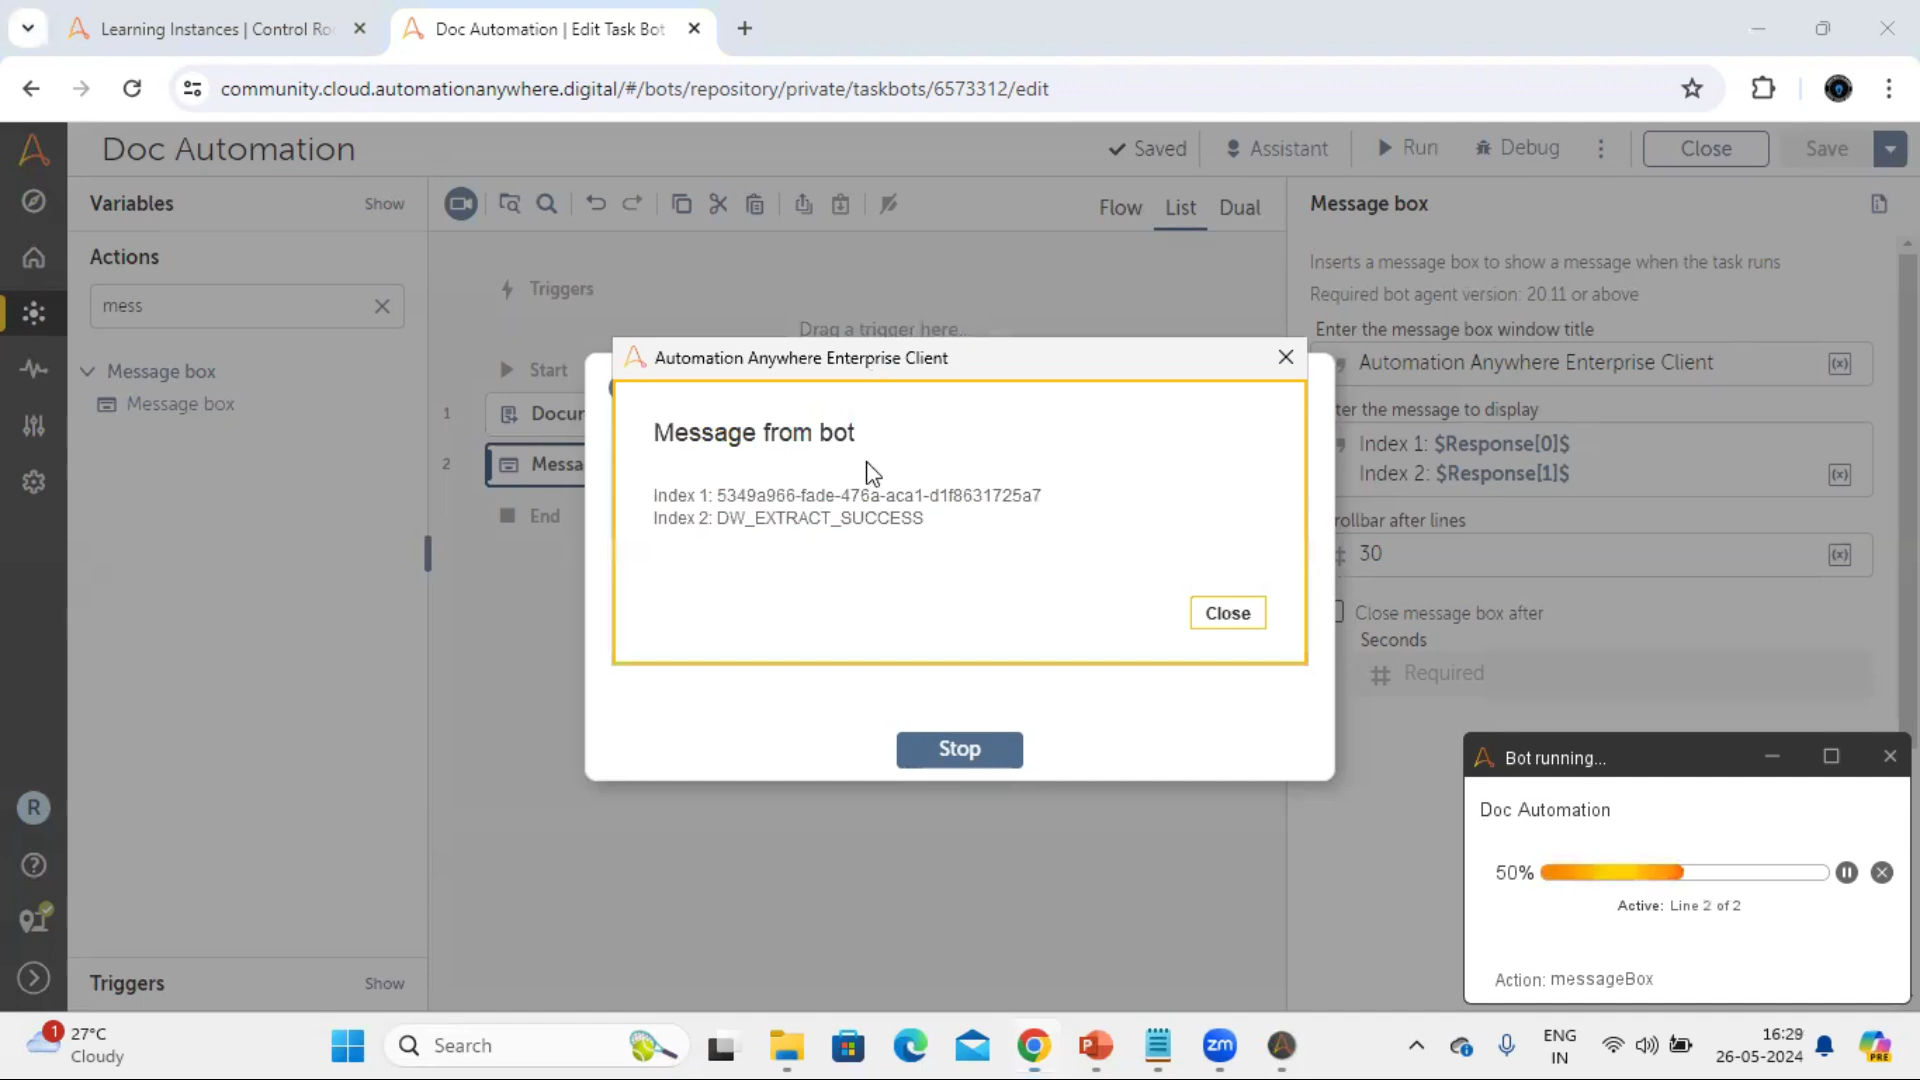 Learning Instances | Control Ro
Doc Automation | Edit Task Bot
community.cloud.automationanywhere.digital/#/bots/repository/private/taskbots/6573312/edit
Doc Automation
Saved
Assistant
Run
Debug
Close
Save
Variables
Show
Flow
List
Dual
Message box
Actions
Inserts a message box to show a message when the task runs
Required bot agent version: 20.11 or above
mess
Triggers
Drag a trigger here...
Enter the message box window title
Automation Anywhere Enterprise Client
Message box
Message box
Start
1
Docu
2
Messa
End
Automation Anywhere Enterprise Client
Message from bot
Index 1: 5349a966-fade-476a-aca1-d1f8631725a7
Index 2: DW_EXTRACT_SUCCESS
Close
Stop
ter the message to display
Index 1: $Response[0]$
Index 2: $Response[1]$
rollbar after lines
30
Close message box after
Seconds
Required
Bot running...
Doc Automation
50%
Active: Line 2 of 2
Action: messageBox
R
Triggers
Show
1
27°C
Cloudy
Search
zm
ENG
IN
16:29
26-05-2024
PRE